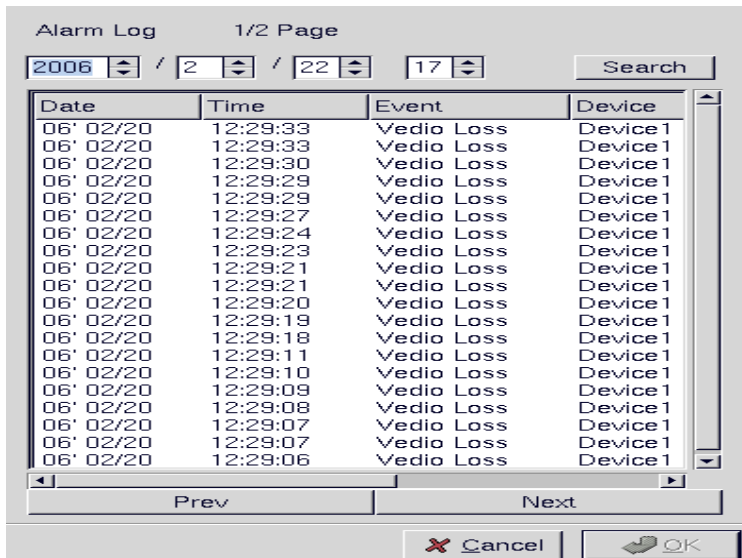 Alarm Log 1/2 Page
2006 / 2 / 22 17 Search
Date Time Event Device
06' 02/20 12:29:33 Vedio Loss Device1
06' 02/20 12:29:33 Vedio Loss Device1
06' 02/20 12:29:30 Vedio Loss Device1
06' 02/20 12:29:29 Vedio Loss Device1
06' 02/20 12:29:29 Vedio Loss Device1
06' 02/20 12:29:27 Vedio Loss Device1
06' 02/20 12:29:24 Vedio Loss Device1
06' 02/20 12:29:23 Vedio Loss Device1
06' 02/20 12:29:21 Vedio Loss Device1
06' 02/20 12:29:21 Vedio Loss Device1
06' 02/20 12:29:20 Vedio Loss Device1
06' 02/20 12:29:19 Vedio Loss Device1
06' 02/20 12:29:18 Vedio Loss Device1
06' 02/20 12:29:11 Vedio Loss Device1
06' 02/20 12:29:10 Vedio Loss Device1
06' 02/20 12:29:09 Vedio Loss Device1
06' 02/20 12:29:08 Vedio Loss Device1
06' 02/20 12:29:07 Vedio Loss Device1
06' 02/20 12:29:07 Vedio Loss Device1
06' 02/20 12:29:06 Vedio Loss Device1
Prev Next
Cancel OK